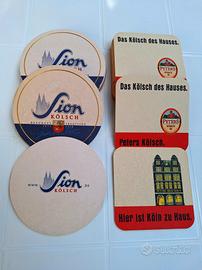 Sion
KÖLSCH
Sion
KÖLSCH
www.
Sion
.de
KÖLSCH
Das Kölsch des Hauses.
PETERS
Das Kölsch des Hauses.
PETERS
Peters Kölsch.
Hier ist Köln zu Haus.